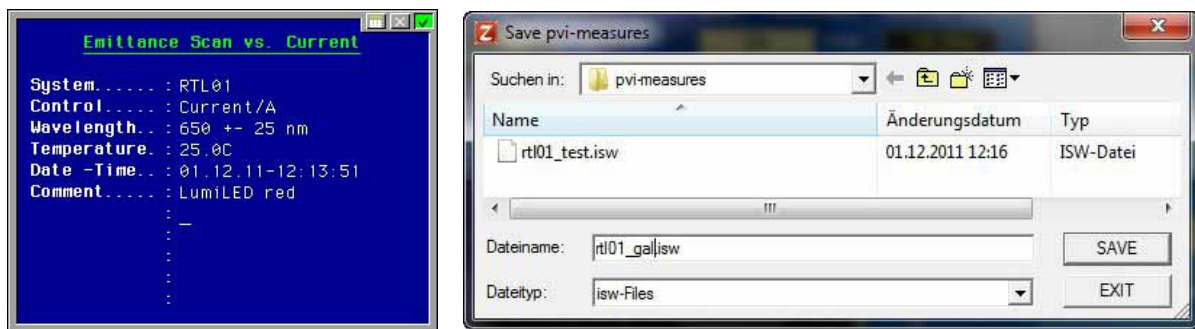 Emittance Scan vs. Current
System...... : RTL01
Control..... : Current/A
Wavelength.. : 650 +- 25 nm
Temperature. : 25.0C
Date -Time.. : 01.12.11-12:13:51
Comment..... : LumiLED red
:
:
:
:
:
Save pvi-measures
Suchen in: pvi-measures
Name Änderungsdatum Typ
rtl01_test.isw 01.12.2011 12:16 ISW-Datei
Dateiname: rtl01_gal.isw SAVE
Dateityp: isw-Files EXIT